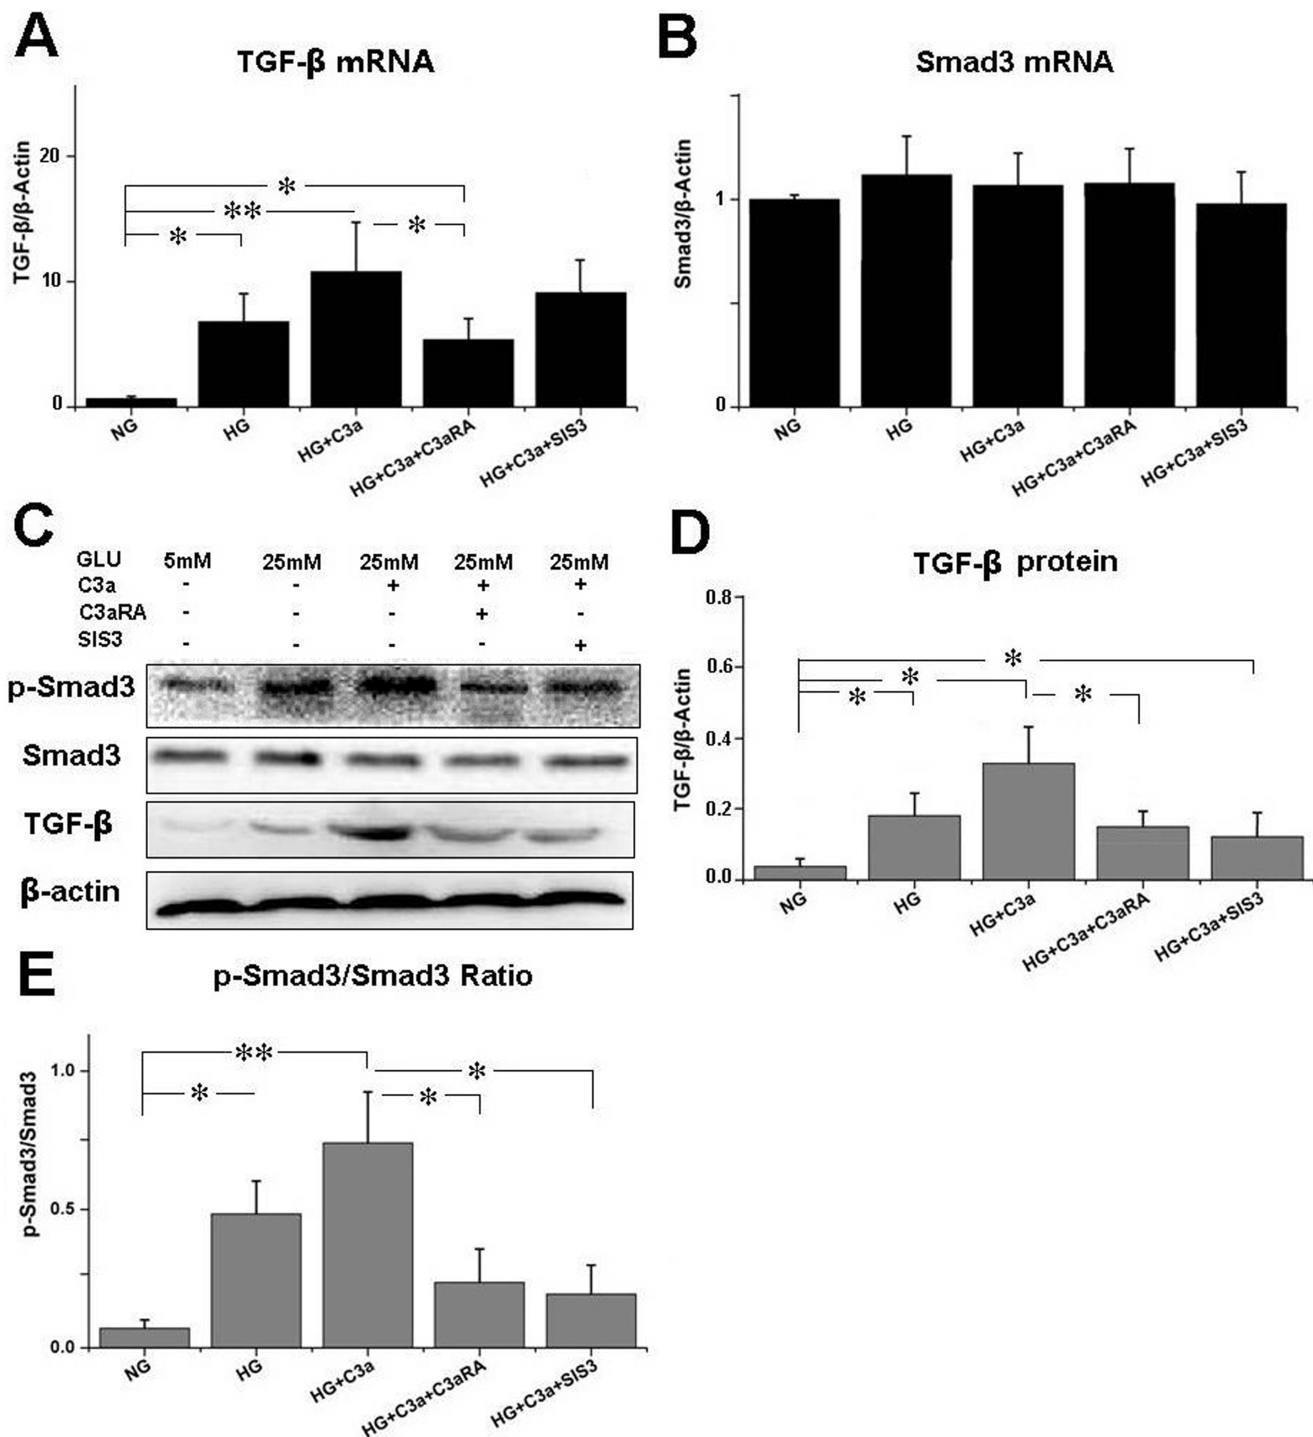 A
TGF-β mRNA
TGF-β/β-Actin
20
10
0
*
**
*
*
NG
HG
HG+C3a
HG+C3a+C3aRA
HG+C3a+SIS3
B
Smad3 mRNA
Smad3/β-Actin
1
0
NG
HG
HG+C3a
HG+C3a+C3aRA
HG+C3a+SIS3
C
GLU 5mM 25mM 25mM 25mM 25mM
C3a - - + + +
C3aRA - - - + -
SIS3 - - - - +
p-Smad3
Smad3
TGF-β
β-actin
D
TGF-β protein
TGF-β/β-Actin
0.8
0.6
0.4
0.2
0.0
*
*
*
*
NG
HG
HG+C3a
HG+C3a+C3aRA
HG+C3a+SIS3
E
p-Smad3/Smad3 Ratio
p-Smad3/Smad3
1.0
0.5
0.0
**
*
*
*
NG
HG
HG+C3a
HG+C3a+C3aRA
HG+C3a+SIS3